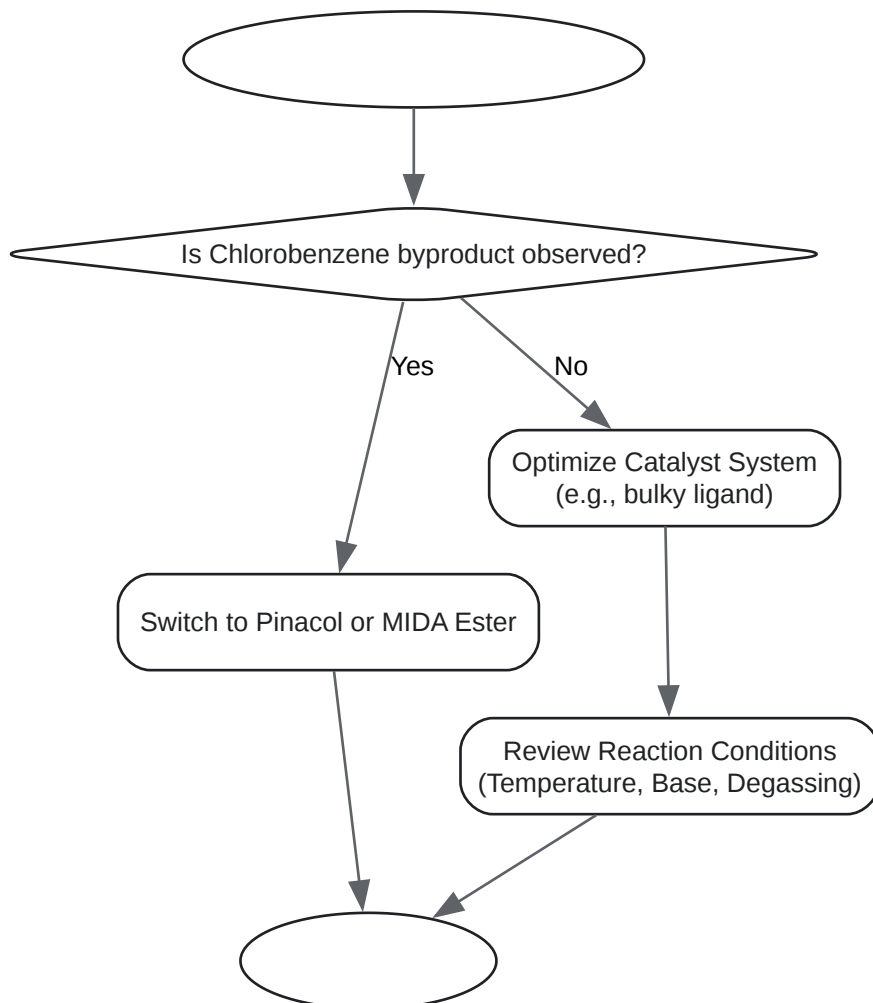 Is Chlorobenzene byproduct observed?
Yes
No
Optimize Catalyst System
(e.g., bulky ligand)
Switch to Pinacol or MIDA Ester
Review Reaction Conditions
(Temperature, Base, Degassing)